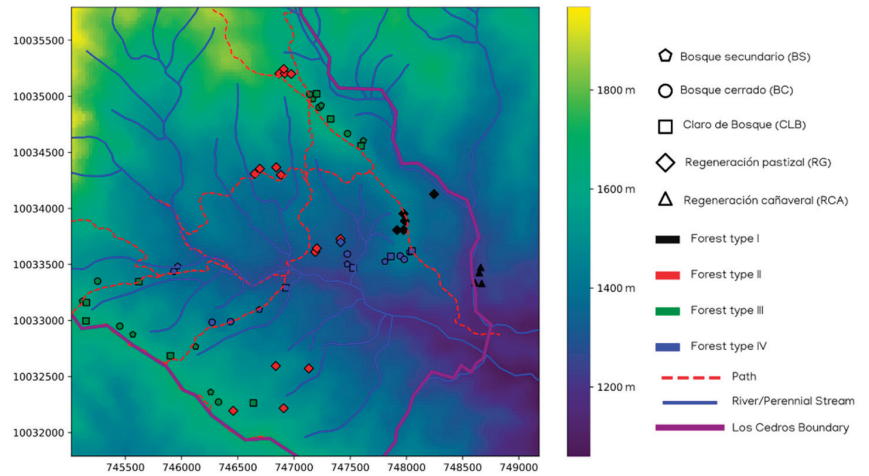 10035500
10035000
10034500
10034000
10033500
10033000
10032500
10032000
745500 746000 746500 747000 747500 748000 748500 749000
1800 m
1600 m
1400 m
1200 m
Bosque secundario (BS)
Bosque cerrado (BC)
Claro de Bosque (CLB)
Regeneración pastizal (RG)
Regeneración cañaveral (RCA)
Forest type I
Forest type II
Forest type III
Forest type IV
Path
River/Perennial Stream
Los Cedros Boundary